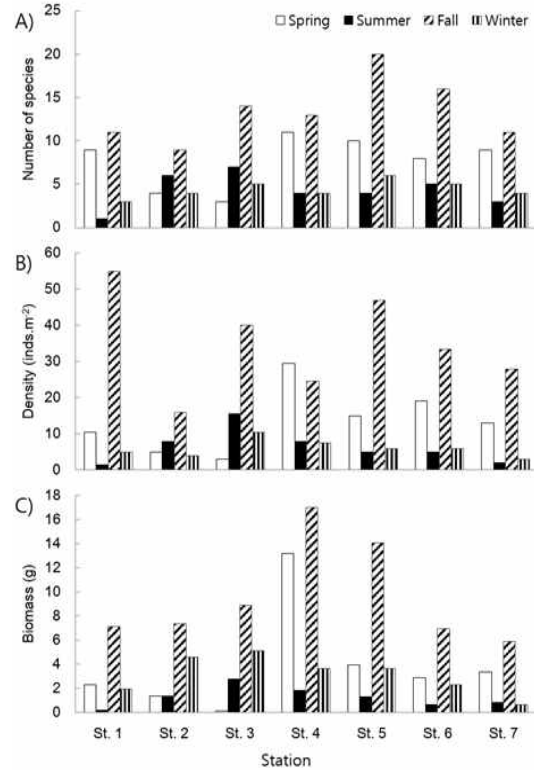 A)
Spring Summer Fall Winter
25
20
15
10
5
0
Number of species
B)
60
50
40
30
20
10
0
Density (inds.m⁻²)
C)
18
16
14
12
10
8
6
4
2
0
Biomass (g)
St. 1 St. 2 St. 3 St. 4 St. 5 St. 6 St. 7
Station